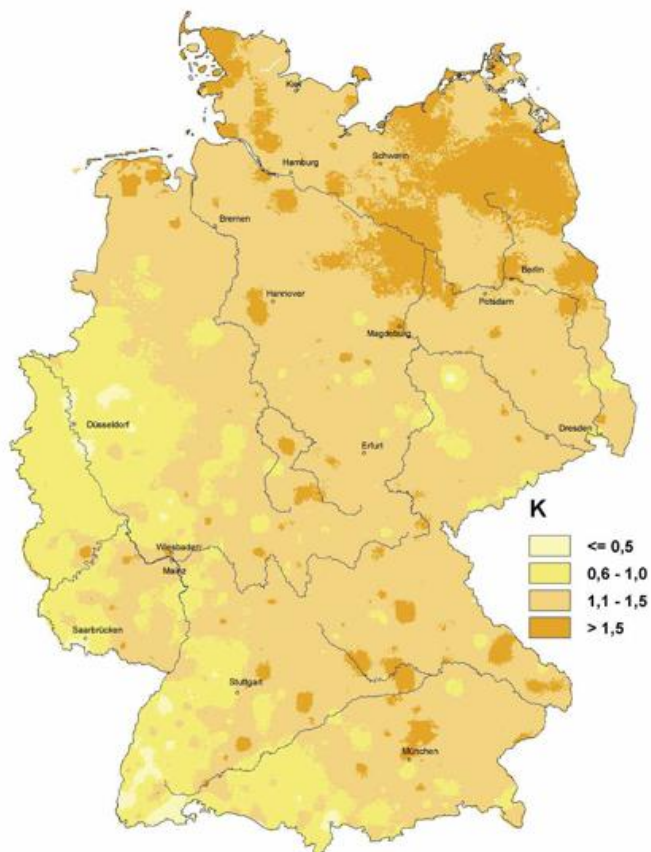 Kiel
Hamburg
Schwerin
Bremen
Berlin
Hannover
Potsdam
Magdeburg
Düsseldorf
Erfurt
Dresden
K
Wiesbaden
<= 0,5
Mainz
0,6 - 1,0
1,1 - 1,5
Saarbrücken
> 1,5
Stuttgart
München